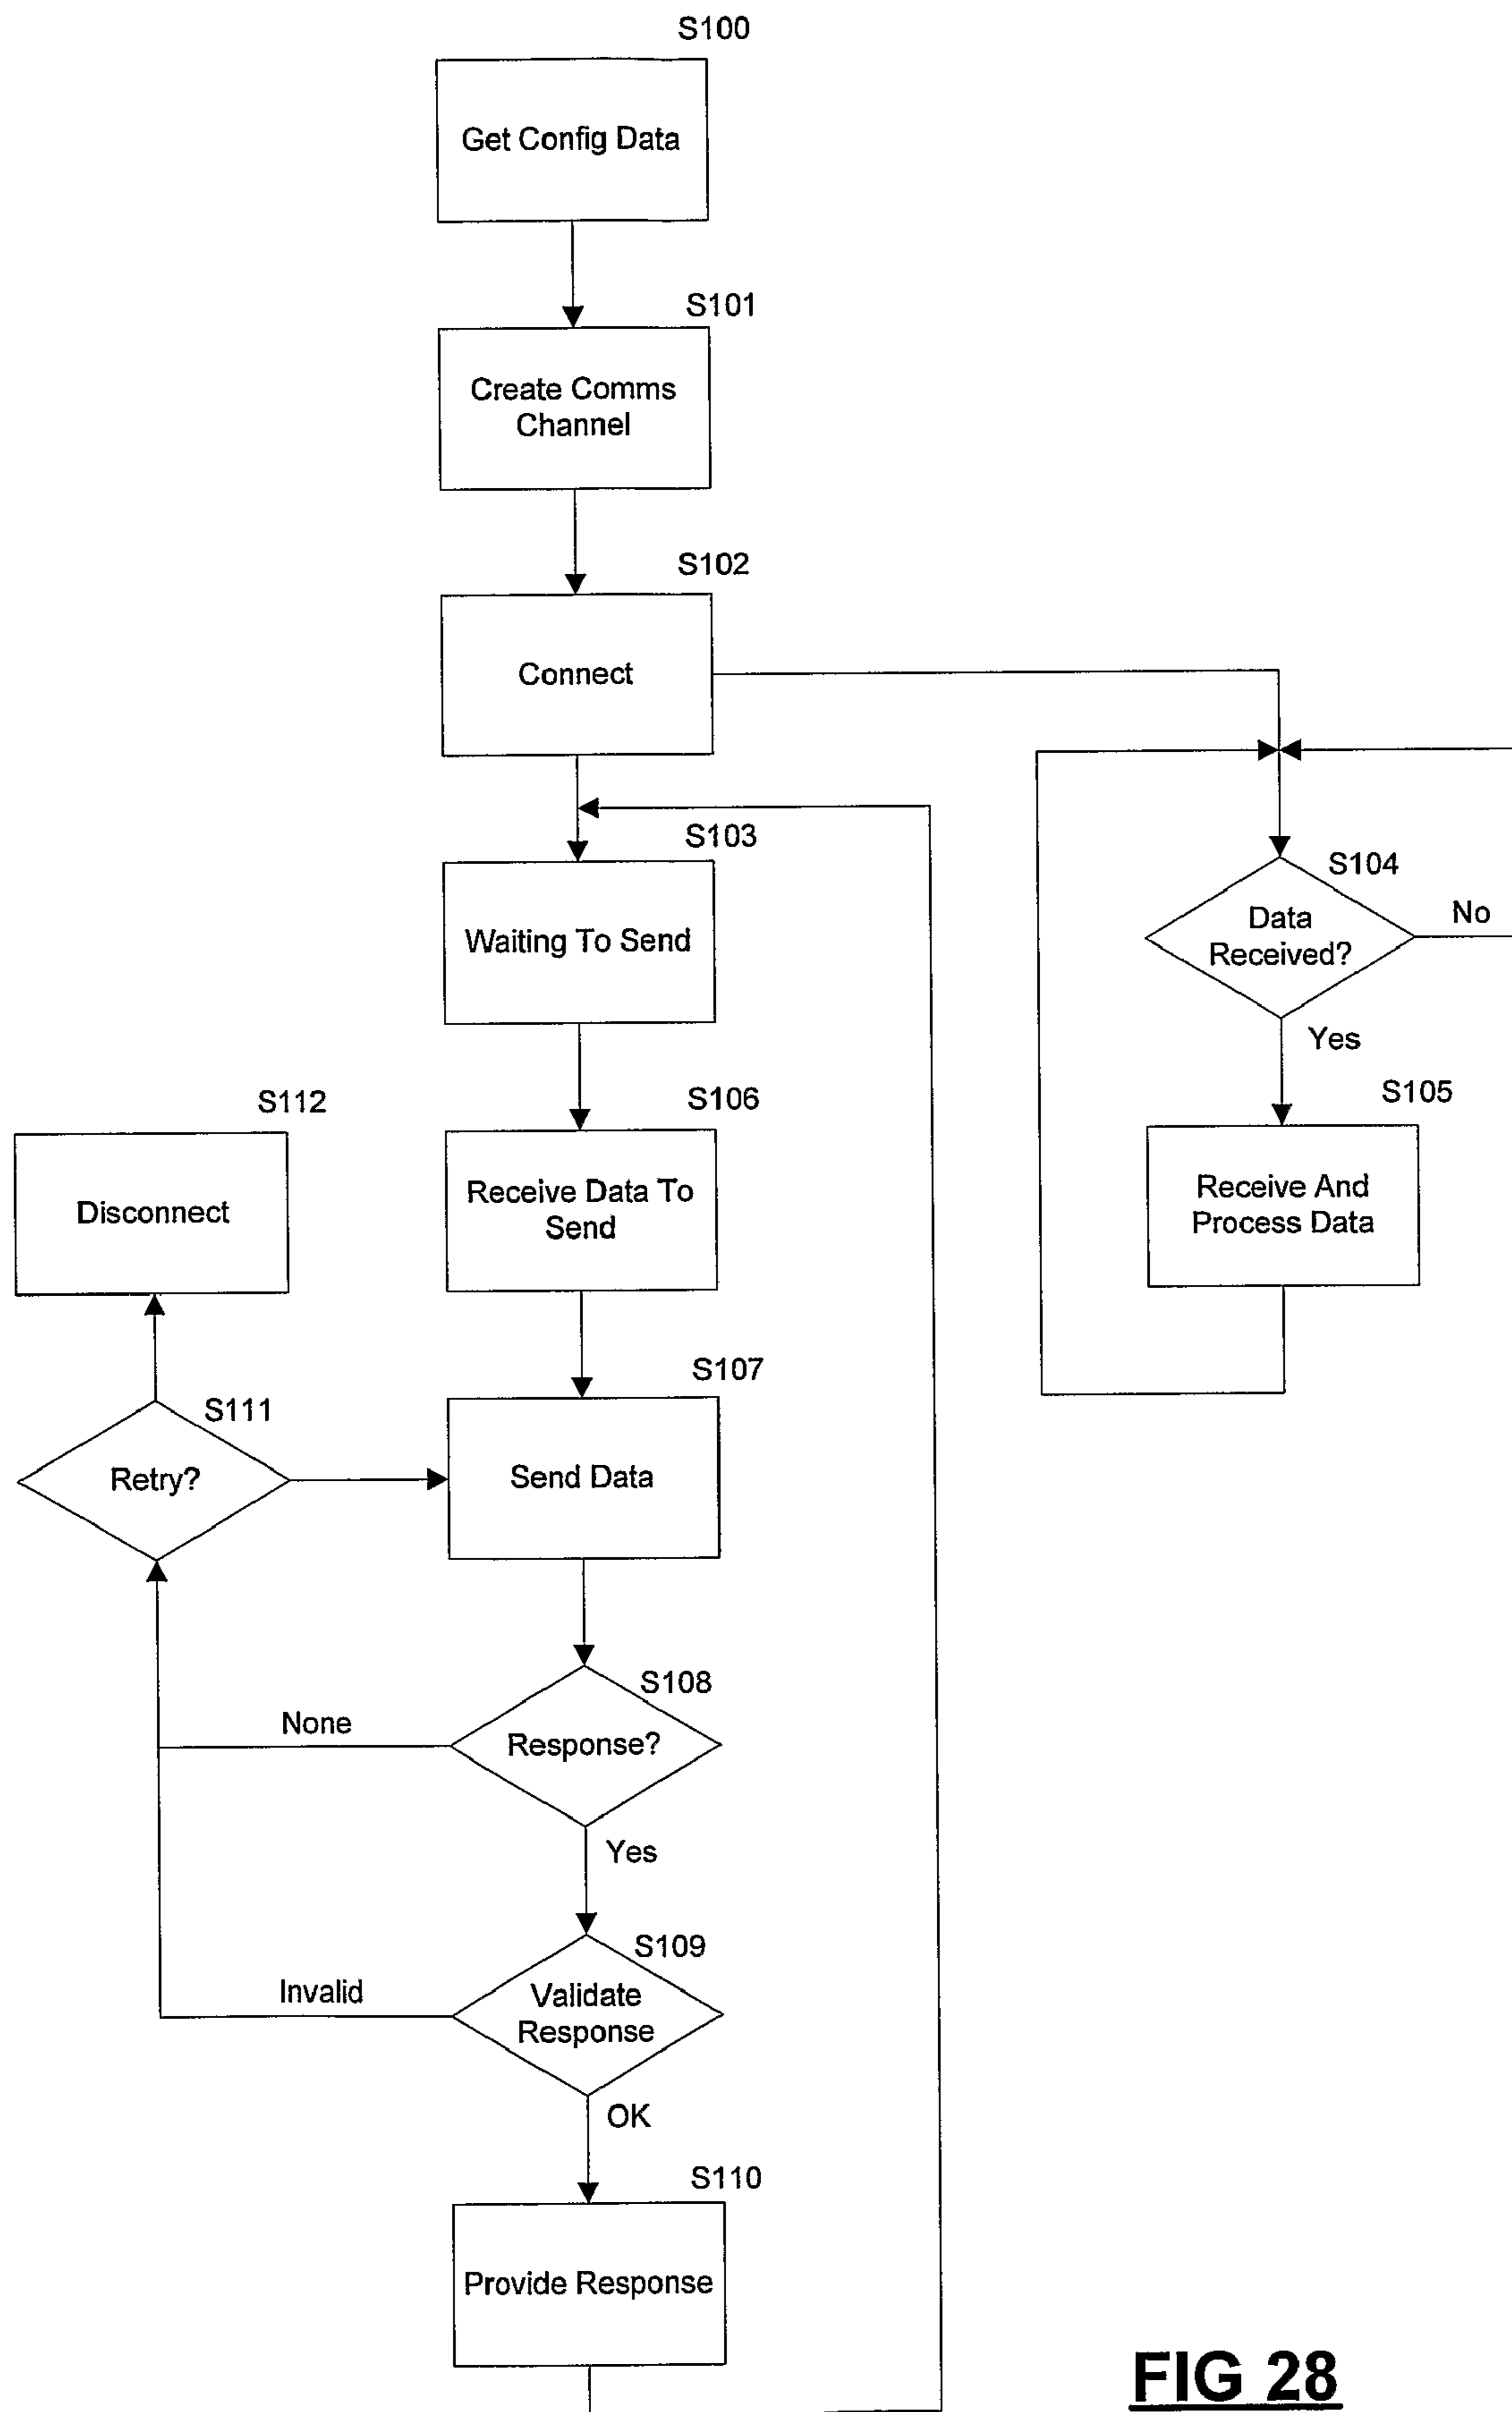 S100
Get Config Data
S101
Create Comms
Channel
S102
Connect
S103
Waiting To Send
S104
Data
Received?
No
Yes
S105
Receive And
Process Data
S106
Receive Data To
Send
S112
Disconnect
S107
Send Data
S111
Retry?
S108
Response?
None
Yes
S109
Validate
Response
Invalid
OK
S110
Provide Response
FIG 28